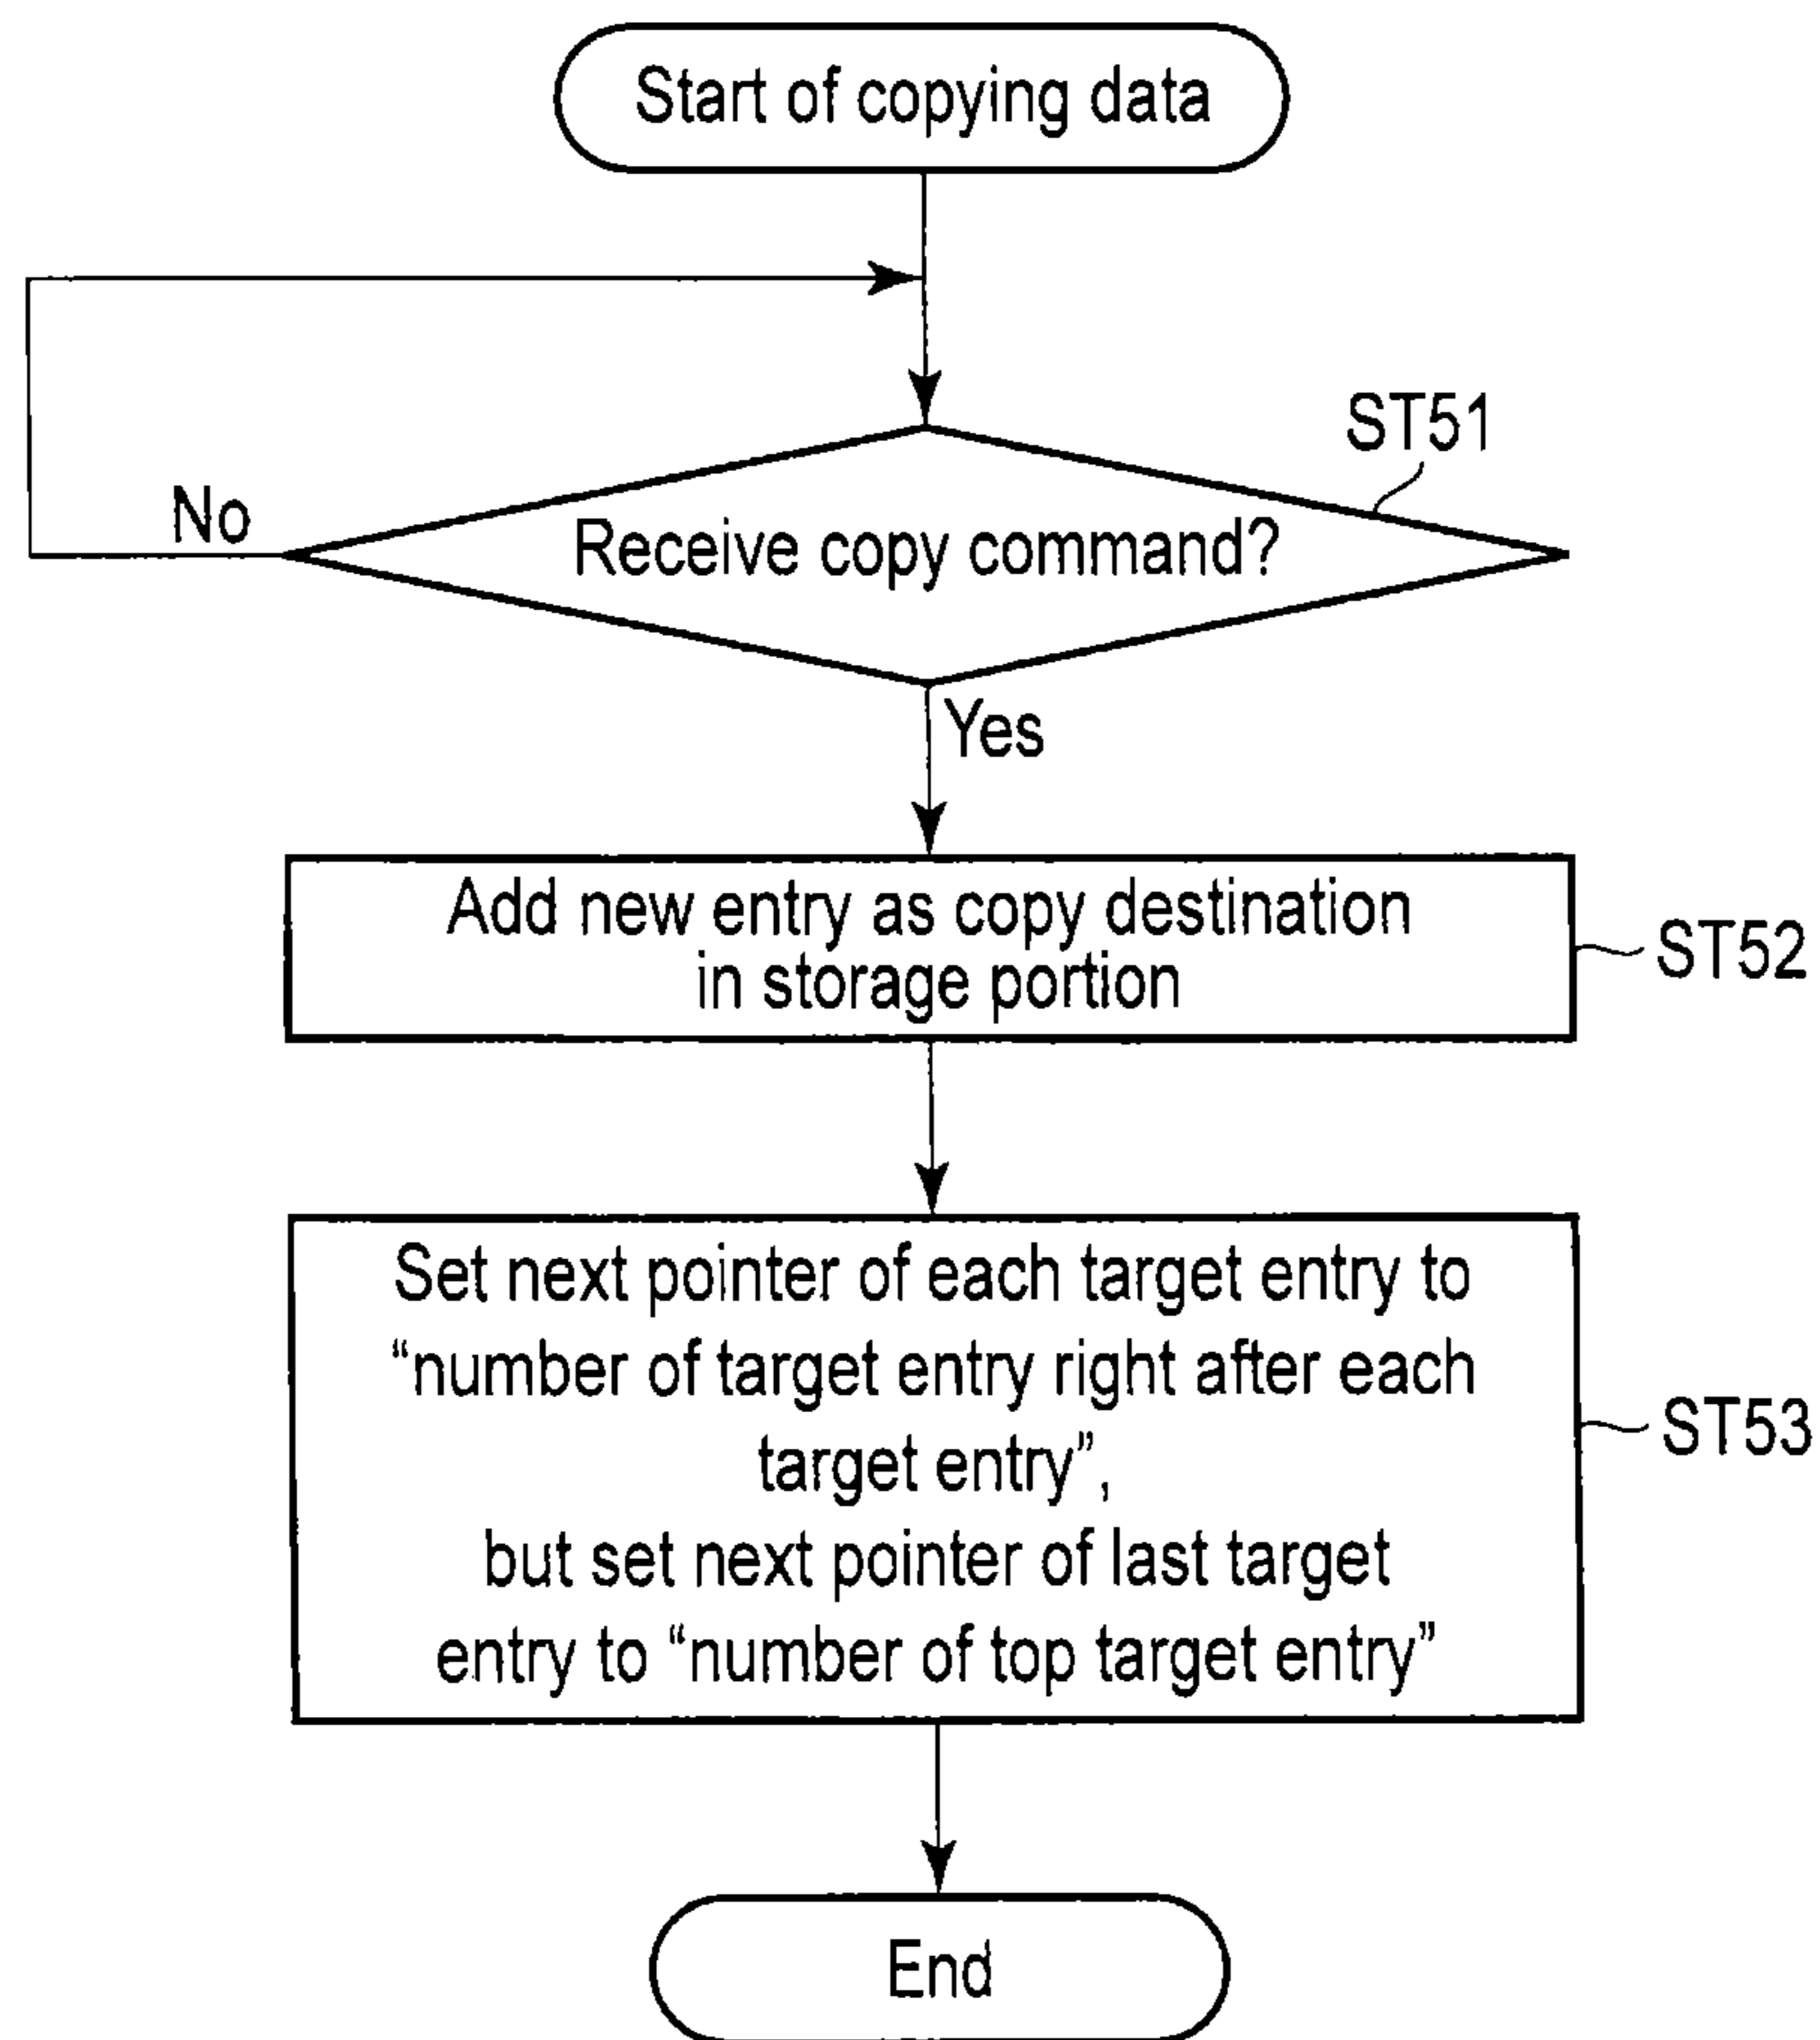 Start of copying data
ST51
No
Receive copy command?
Yes
Add new entry as copy destination
in storage portion
ST52
Set next pointer of each target entry to
“number of target entry right after each
target entry”,
but set next pointer of last target
entry to “number of top target entry”
ST53
End